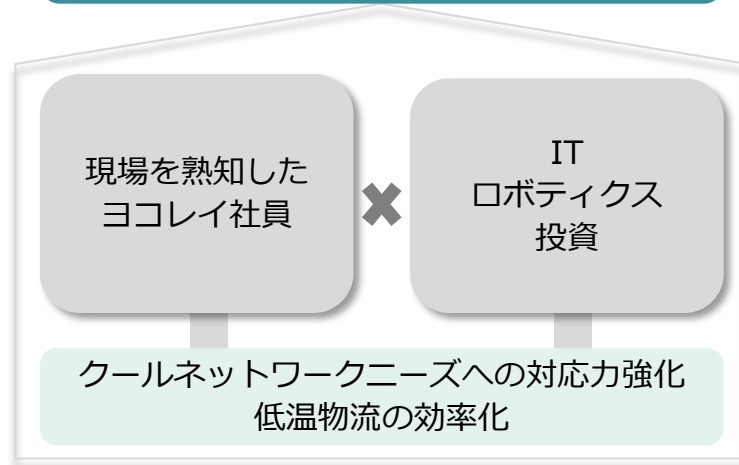 現場を熟知した
ヨコレイ社員
IT
ロボティクス
投資
クールネットワークニーズへの対応力強化
低温物流の効率化